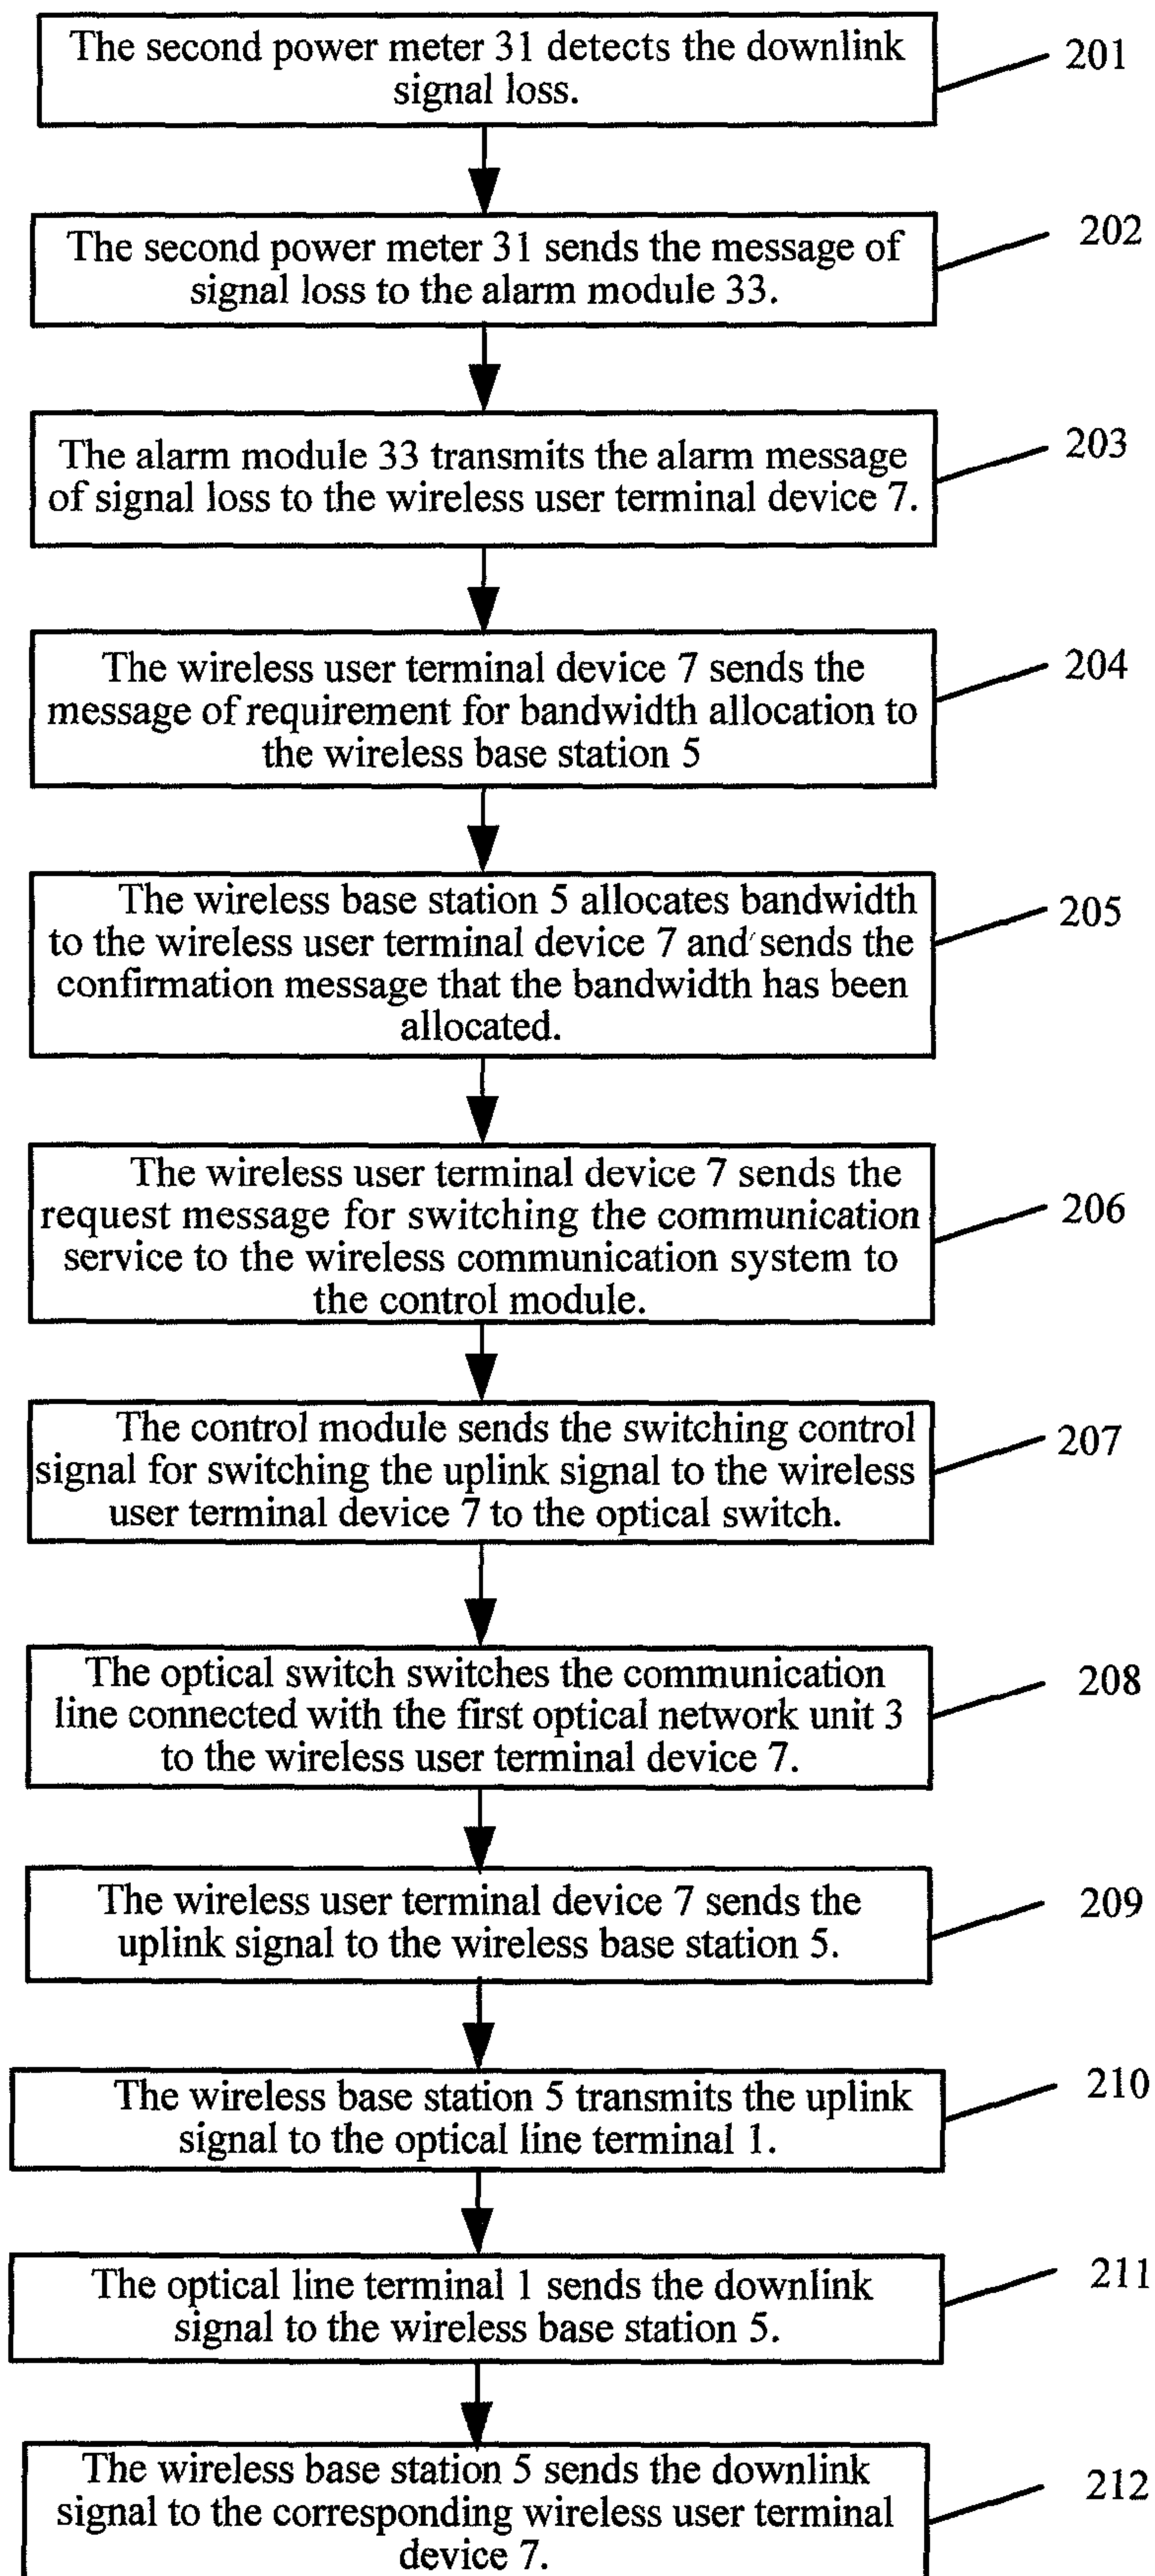 The second power meter 31 detects the downlink
signal loss.
201
The second power meter 31 sends the message of
signal loss to the alarm module 33.
202
The alarm module 33 transmits the alarm message
of signal loss to the wireless user terminal device 7.
203
The wireless user terminal device 7 sends the
message of requirement for bandwidth allocation to
the wireless base station 5
204
The wireless base station 5 allocates bandwidth
to the wireless user terminal device 7 and sends the
confirmation message that the bandwidth has been
allocated.
205
The wireless user terminal device 7 sends the
request message for switching the communication
service to the wireless communication system to
the control module.
206
The control module sends the switching control
signal for switching the uplink signal to the wireless
user terminal device 7 to the optical switch.
207
The optical switch switches the communication
line connected with the first optical network unit 3
to the wireless user terminal device 7.
208
The wireless user terminal device 7 sends the
uplink signal to the wireless base station 5.
209
The wireless base station 5 transmits the uplink
signal to the optical line terminal 1.
210
The optical line terminal 1 sends the downlink
signal to the wireless base station 5.
211
The wireless base station 5 sends the downlink
signal to the corresponding wireless user terminal
device 7.
212